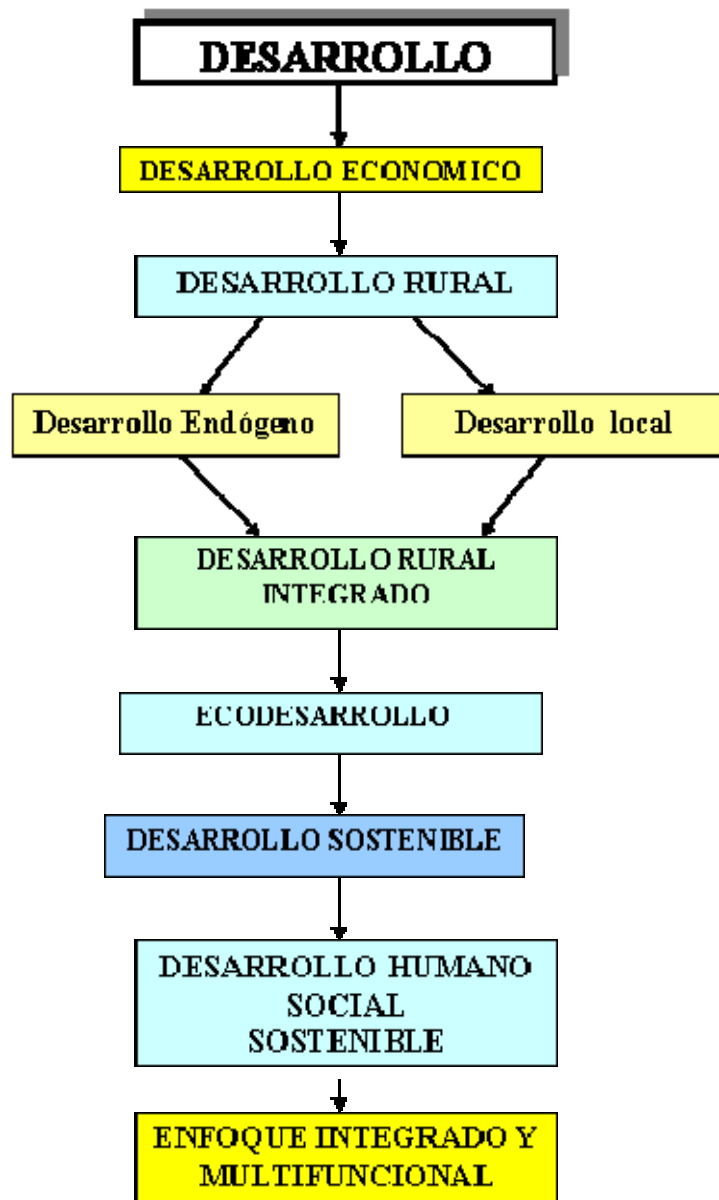 DESARROLLO
DESARROLLO ECONOMICO
DESARROLLO RURAL
Desarrollo Endógeno
Desarrollo local
DESARROLLO RURAL
INTEGRADO
ECODESARROLLO
DESARROLLO SOSTENIBLE
DESARROLLO HUMANO
SOCIAL
SOSTENIBLE
ENFOQUE INTEGRADO Y
MULTIFUNCIONAL